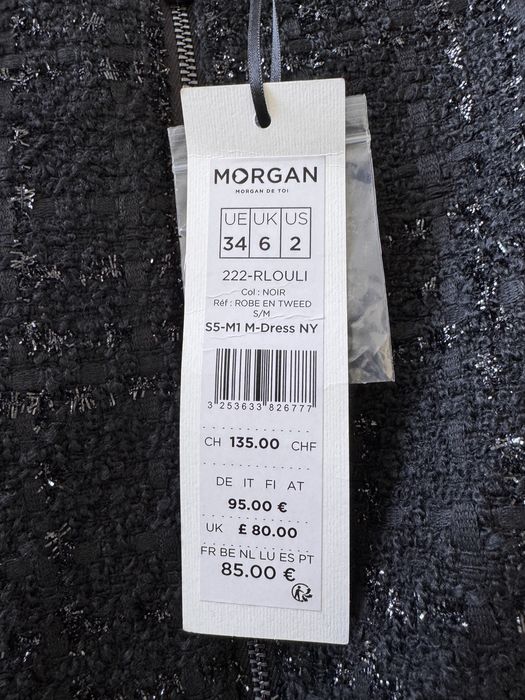 MORGAN
MORGAN DE TOI
UE UK US
34 6 2
222-RLOULI
Col : NOIR
Réf : ROBE EN TWEED
S/M
S5-M1 M-Dress NY
3 253633 826777
CH 135.00 CHF
DE IT FI AT
95.00 €
UK £ 80.00
FR BE NL LU ES PT
85.00 €